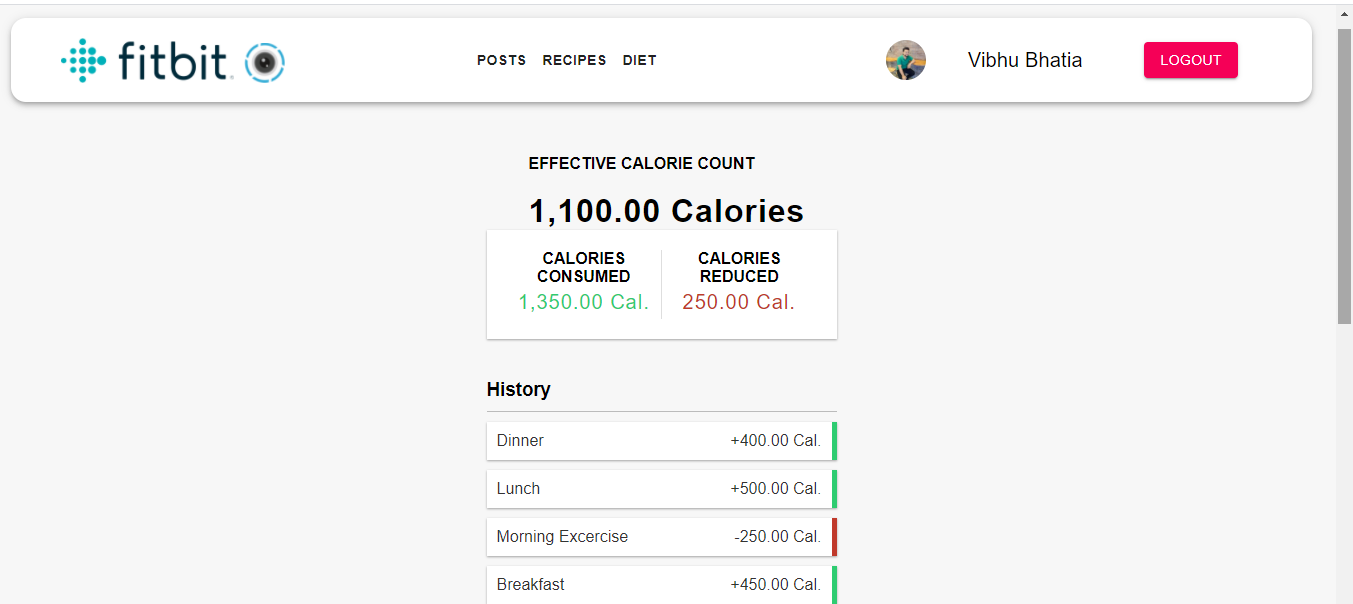 fitbit
POSTS RECIPES DIET
Vibhu Bhatia
LOGOUT
EFFECTIVE CALORIE COUNT
1,100.00 Calories
CALORIES CONSUMED
1,350.00 Cal.
CALORIES REDUCED
250.00 Cal.
History
Dinner +400.00 Cal.
Lunch +500.00 Cal.
Morning Excercise -250.00 Cal.
Breakfast +450.00 Cal.